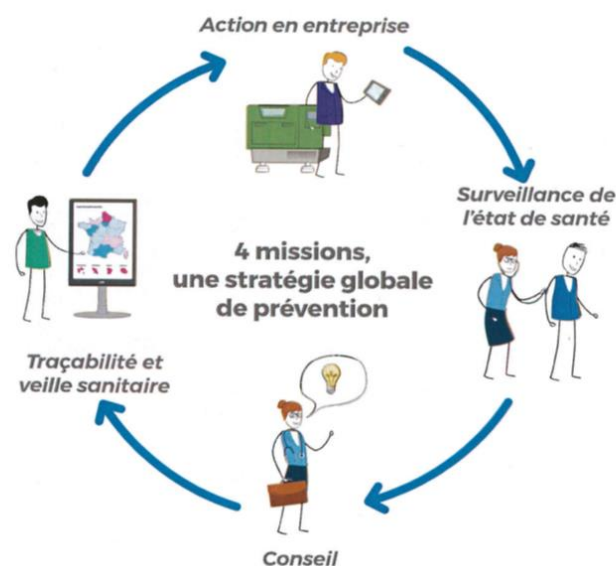 Action en entreprise
Surveillance de
l'état de santé
4 missions,
une stratégie globale
de prévention
Traçabilité et
veille sanitaire
Conseil